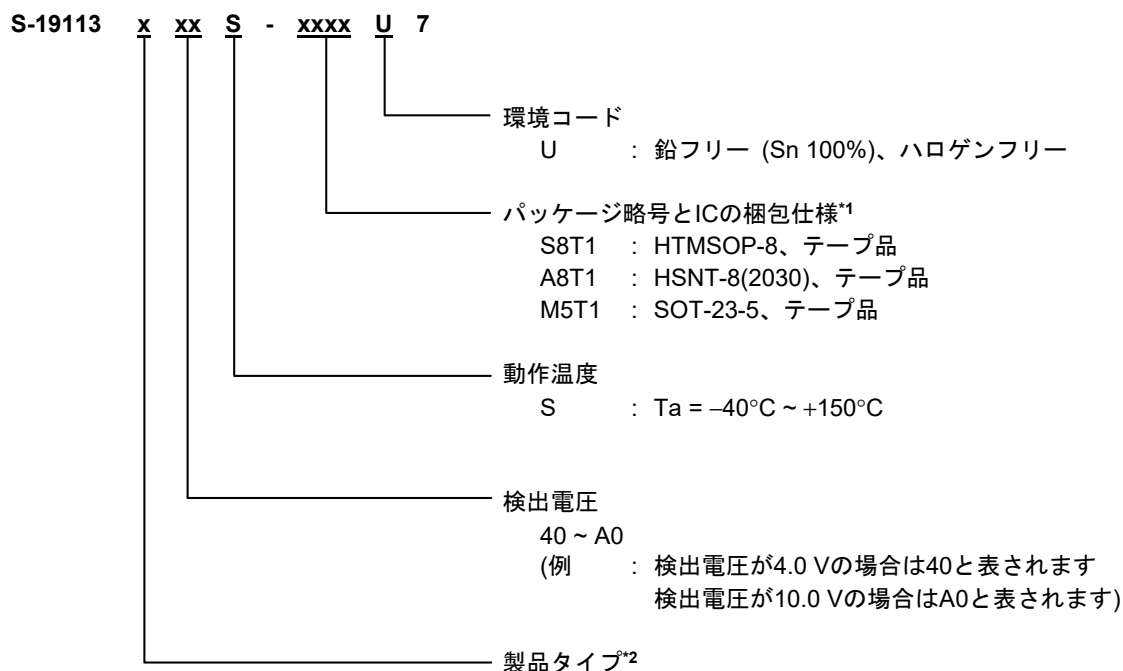 S-19113 x xx S - xxxx U 7
環境コード
U : 鉛フリー (Sn 100%)、ハロゲンフリー
パッケージ略号とICの梱包仕様*1
S8T1 : HTMSOP-8、テープ品
A8T1 : HSNT-8(2030)、テープ品
M5T1 : SOT-23-5、テープ品
動作温度
S : Ta = −40°C ~ +150°C
検出電圧
40 ~ A0
(例 : 検出電圧が4.0 Vの場合は40と表されます
検出電圧が10.0 Vの場合はA0と表されます)
製品タイプ*2